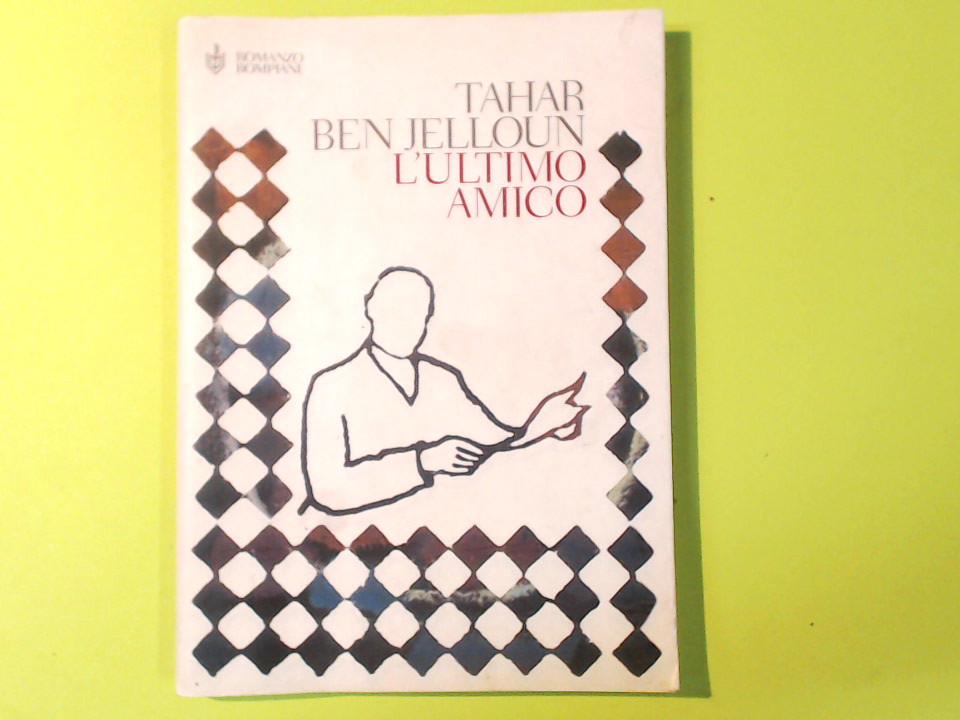 ROMANZO
BOMPIANI
TAHAR
BEN JELLOUN
L'ULTIMO
AMICO